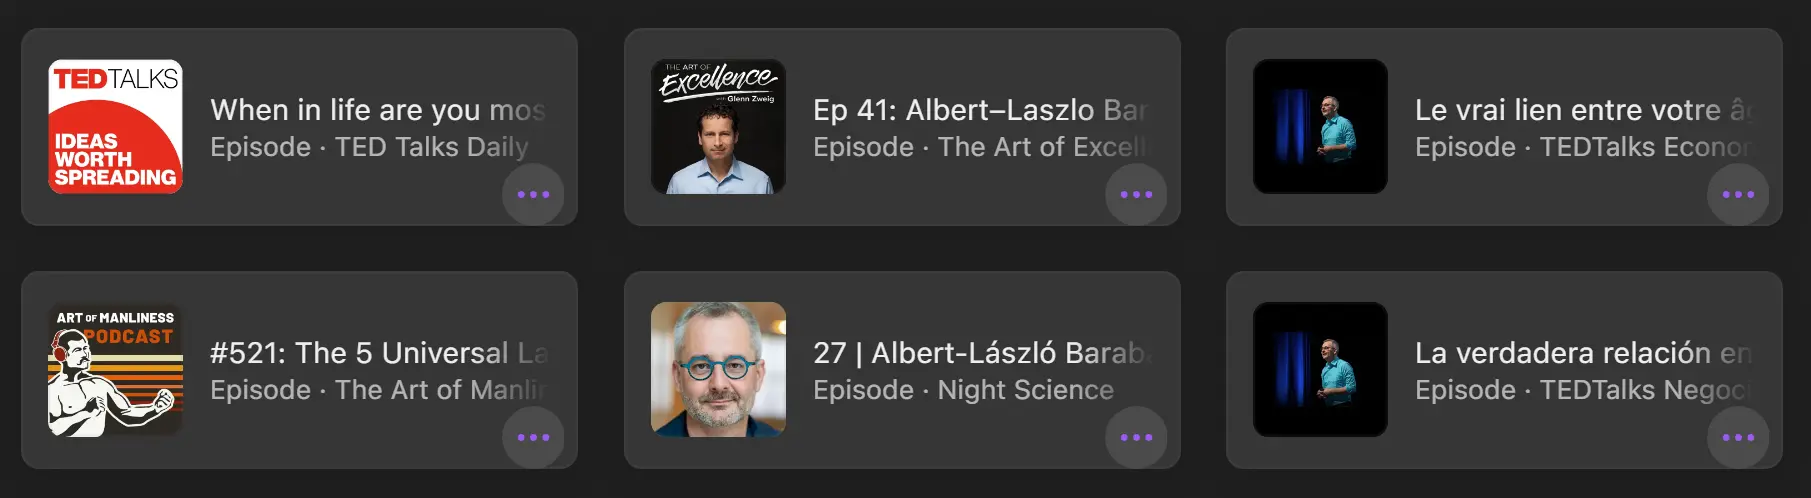 TEDTALKS
IDEAS
WORTH
SPREADING
When in life are you mos
Episode · TED Talks Daily
THE ART OF
Excellence
with Glenn Zweig
Ep 41: Albert–Laszlo Bar
Episode · The Art of Excell
Le vrai lien entre votre âg
Episode · TEDTalks Econor
ART OF MANLINESS
PODCAST
#521: The 5 Universal La
Episode · The Art of Manlin
27 | Albert-László Barab
Episode · Night Science
La verdadera relación en
Episode · TEDTalks Negoci